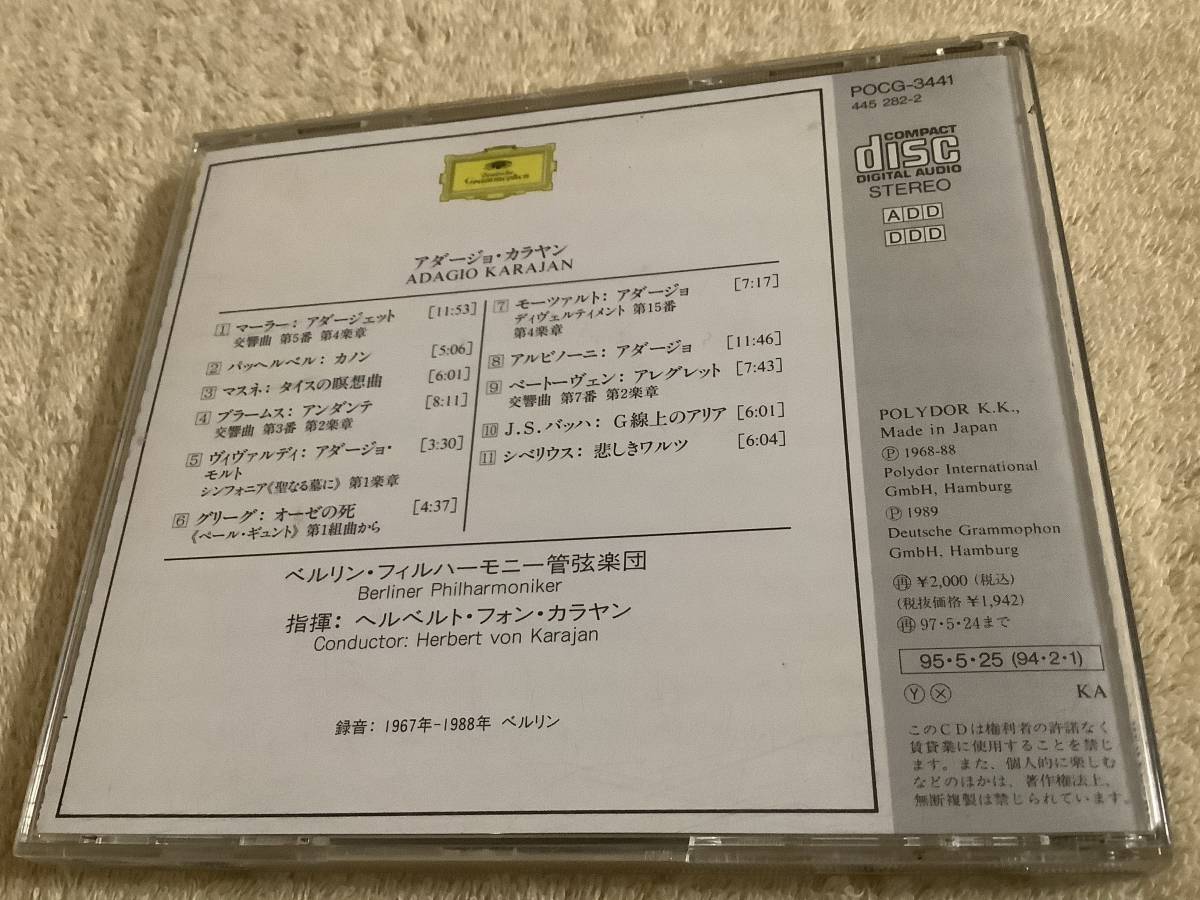 Deutsche
Grammophon
アダージョ・カラヤン
ADAGIO KARAJAN
1 マーラー: アダージェット [11:53]
交響曲 第5番 第4楽章
2 パッヘルベル: カノン [5:06]
3 マスネ: タイスの瞑想曲 [6:01]
4 ブラームス: アンダンテ [8:11]
交響曲 第3番 第2楽章
5 ヴィヴァルディ: アダージョ・ [3:30]
モルト
シンフォニア《聖なる墓に》 第1楽章
6 グリーグ: オーゼの死 [4:37]
《ペール・ギュント》 第1組曲から
7 モーツァルト: アダージョ [7:17]
ディヴェルティメント 第15番
第4楽章
8 アルビノーニ: アダージョ [11:46]
9 ベートーヴェン: アレグレット [7:43]
交響曲 第7番 第2楽章
10 J.S.バッハ: G線上のアリア [6:01]
11 シベリウス: 悲しきワルツ [6:04]
ベルリン・フィルハーモニー管弦楽団
Berliner Philharmoniker
指揮: ヘルベルト・フォン・カラヤン
Conductor: Herbert von Karajan
録音: 1967年-1988年 ベルリン
POCG-3441
445 282-2
COMPACT
disc
DIGITAL AUDIO
STEREO
ADD
DDD
POLYDOR K.K.,
Made in Japan
Ⓟ 1968-88
Polydor International
GmbH, Hamburg
Ⓟ 1989
Deutsche Grammophon
GmbH, Hamburg
再 ¥2,000 (税込)
(税抜価格 ¥1,942)
再 97・5・24まで
95・5・25 (94・2・1)
Ⓨ Ⓧ KA
このCDは権利者の許諾なく
賃貸業に使用することを禁じ
ます。また、個人的に楽しむ
などのほかは、著作権法上、
無断複製は禁じられています。